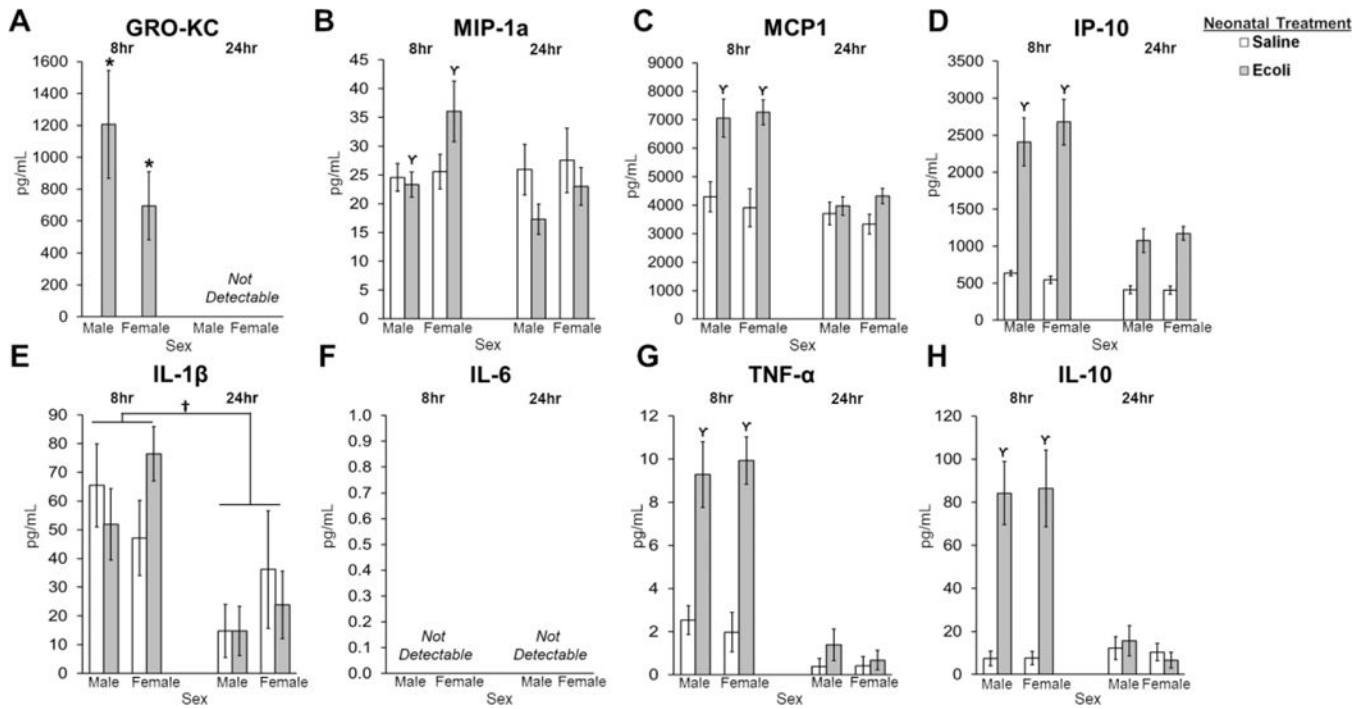 A
GRO-KC
8hr 24hr
1600
1400
1200
1000
800
600
400
200
0
pg/mL
*
*
Not
Detectable
Male Female Male Female
Sex
B
MIP-1a
8hr 24hr
45
40
35
30
25
20
15
10
5
0
pg/mL
ϒ
ϒ
Male Female Male Female
Sex
C
MCP1
8hr 24hr
9000
8000
7000
6000
5000
4000
3000
2000
1000
0
pg/mL
ϒ ϒ
Male Female Male Female
Sex
D
IP-10
8hr 24hr
3500
3000
2500
2000
1500
1000
500
0
pg/mL
ϒ ϒ
Male Female Male Female
Sex
Neonatal Treatment
Saline
Ecoli
E
IL-1β
8hr 24hr
†
90
80
70
60
50
40
30
20
10
0
pg/mL
Male Female Male Female
Sex
F
IL-6
8hr 24hr
1.0
0.9
0.8
0.7
0.6
0.5
0.4
0.3
0.2
0.1
0.0
pg/mL
Not Not
Detectable Detectable
Male Female Male Female
Sex
G
TNF-α
8hr 24hr
12
10
8
6
4
2
0
pg/mL
ϒ ϒ
Male Female Male Female
Sex
H
IL-10
8hr 24hr
120
100
80
60
40
20
0
pg/mL
ϒ ϒ
Male Female Male Female
Sex